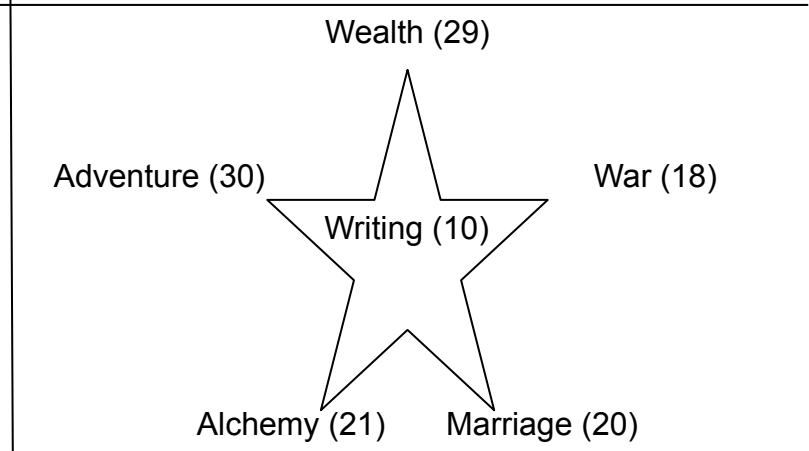 Wealth (29)
Adventure (30)
War (18)
Writing (10)
Alchemy (21)
Marriage (20)